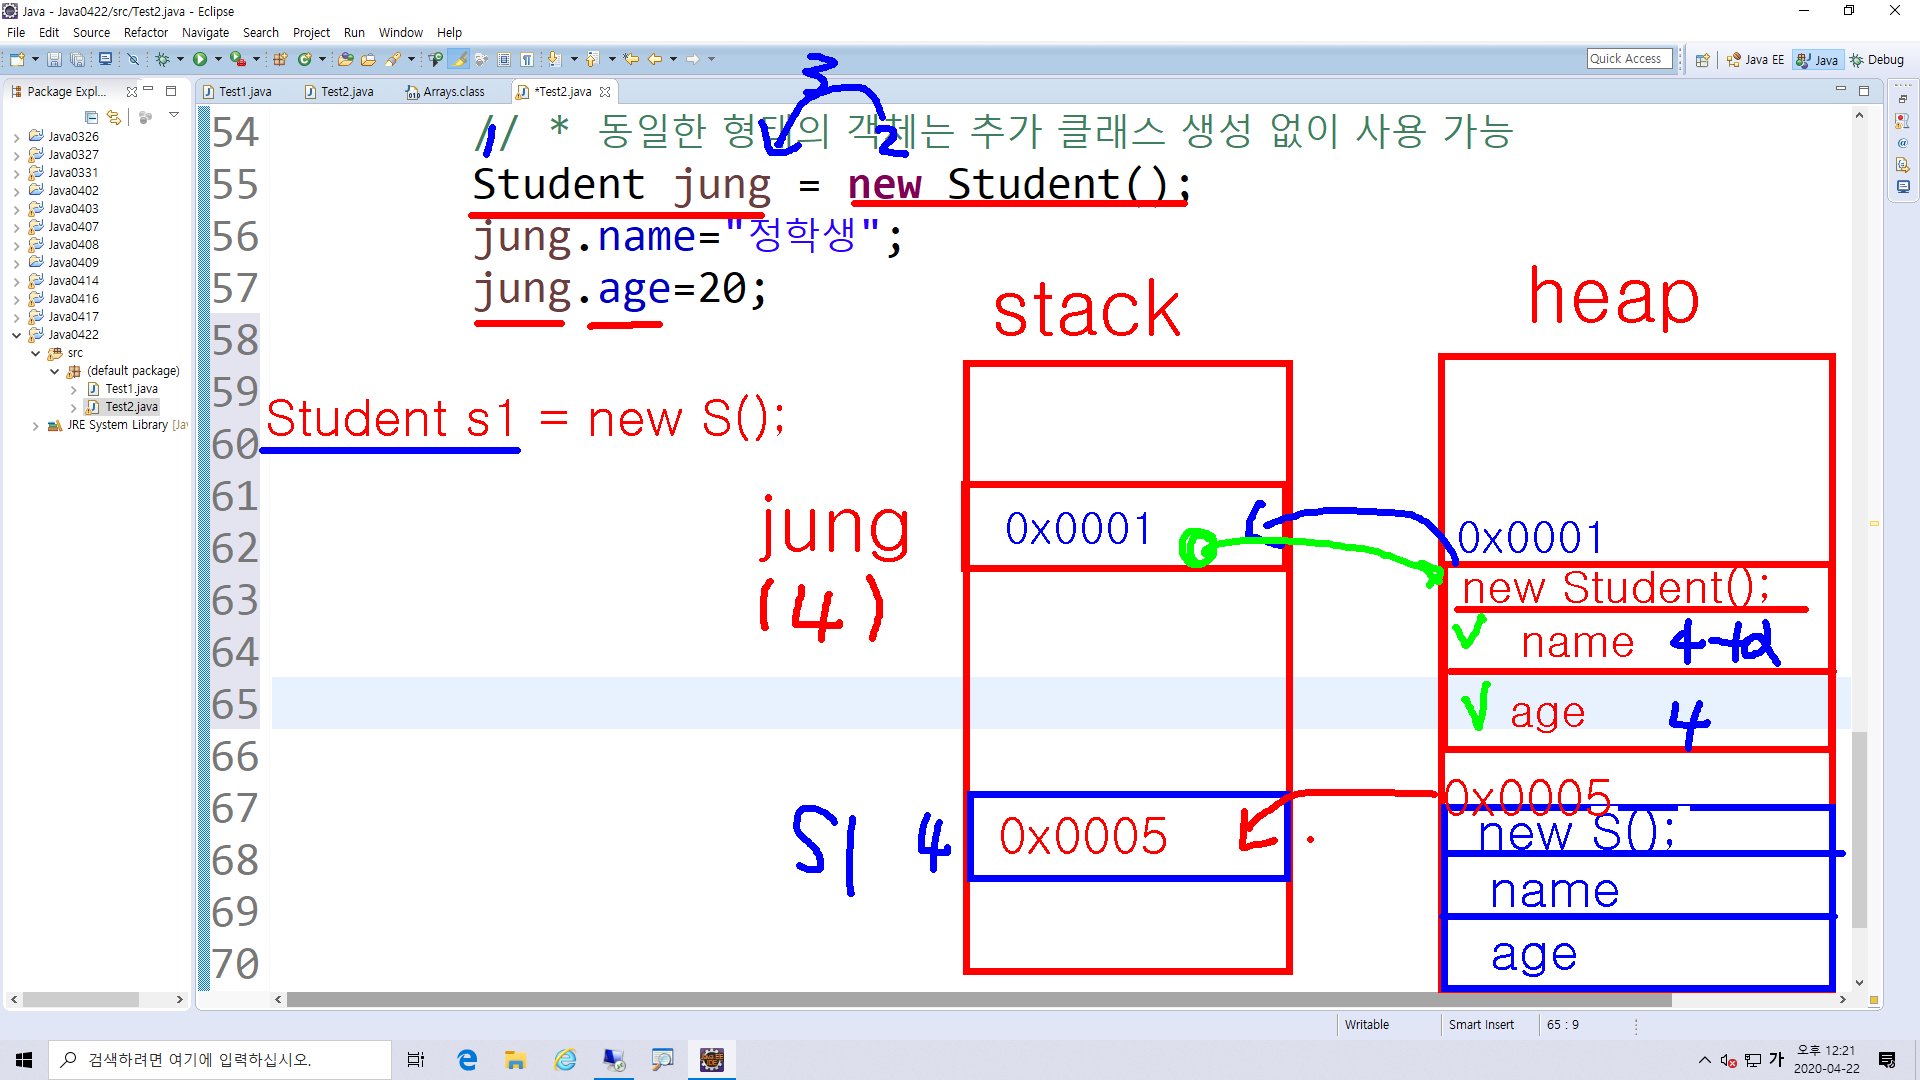 Java - Java0422/src/Test2.java - Eclipse
File Edit Source Refactor Navigate Search Project Run Window Help
Quick Access Java EE Java Debug
Package Expl...
Test1.java Test2.java Arrays.class *Test2.java
Java0326
Java0327
Java0331
Java0402
Java0403
Java0407
Java0408
Java0409
Java0414
Java0416
Java0417
Java0422
src
(default package)
Test1.java
Test2.java
JRE System Library [Ja
3
1 2
54 // * 동일한 형태의 객체는 추가 클래스 생성 없이 사용 가능
55 Student jung = new Student();
56 jung.name="정학생";
57 jung.age=20;
58
59
60
61
62
63
64
65
66
67
68
69
70
stack
heap
Student s1 = new S();
jung
(4)
0x0001
0x0001
new Student();
name 4+α
age 4
S1 4
0x0005
0x0005
new S();
name
age
Writable Smart Insert 65 : 9
검색하려면 여기에 입력하십시오.
가
오후 12:21
2020-04-22